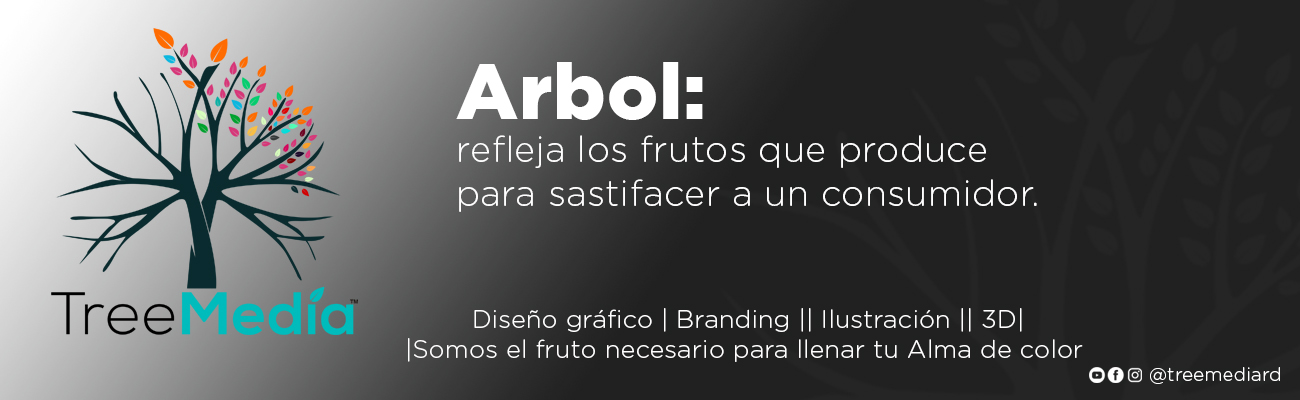 TreeMedía™
Arbol:
refleja los frutos que produce
para sastifacer a un consumidor.
Diseño gráfico | Branding || Ilustración || 3D|
|Somos el fruto necesario para llenar tu Alma de color
@treemediard